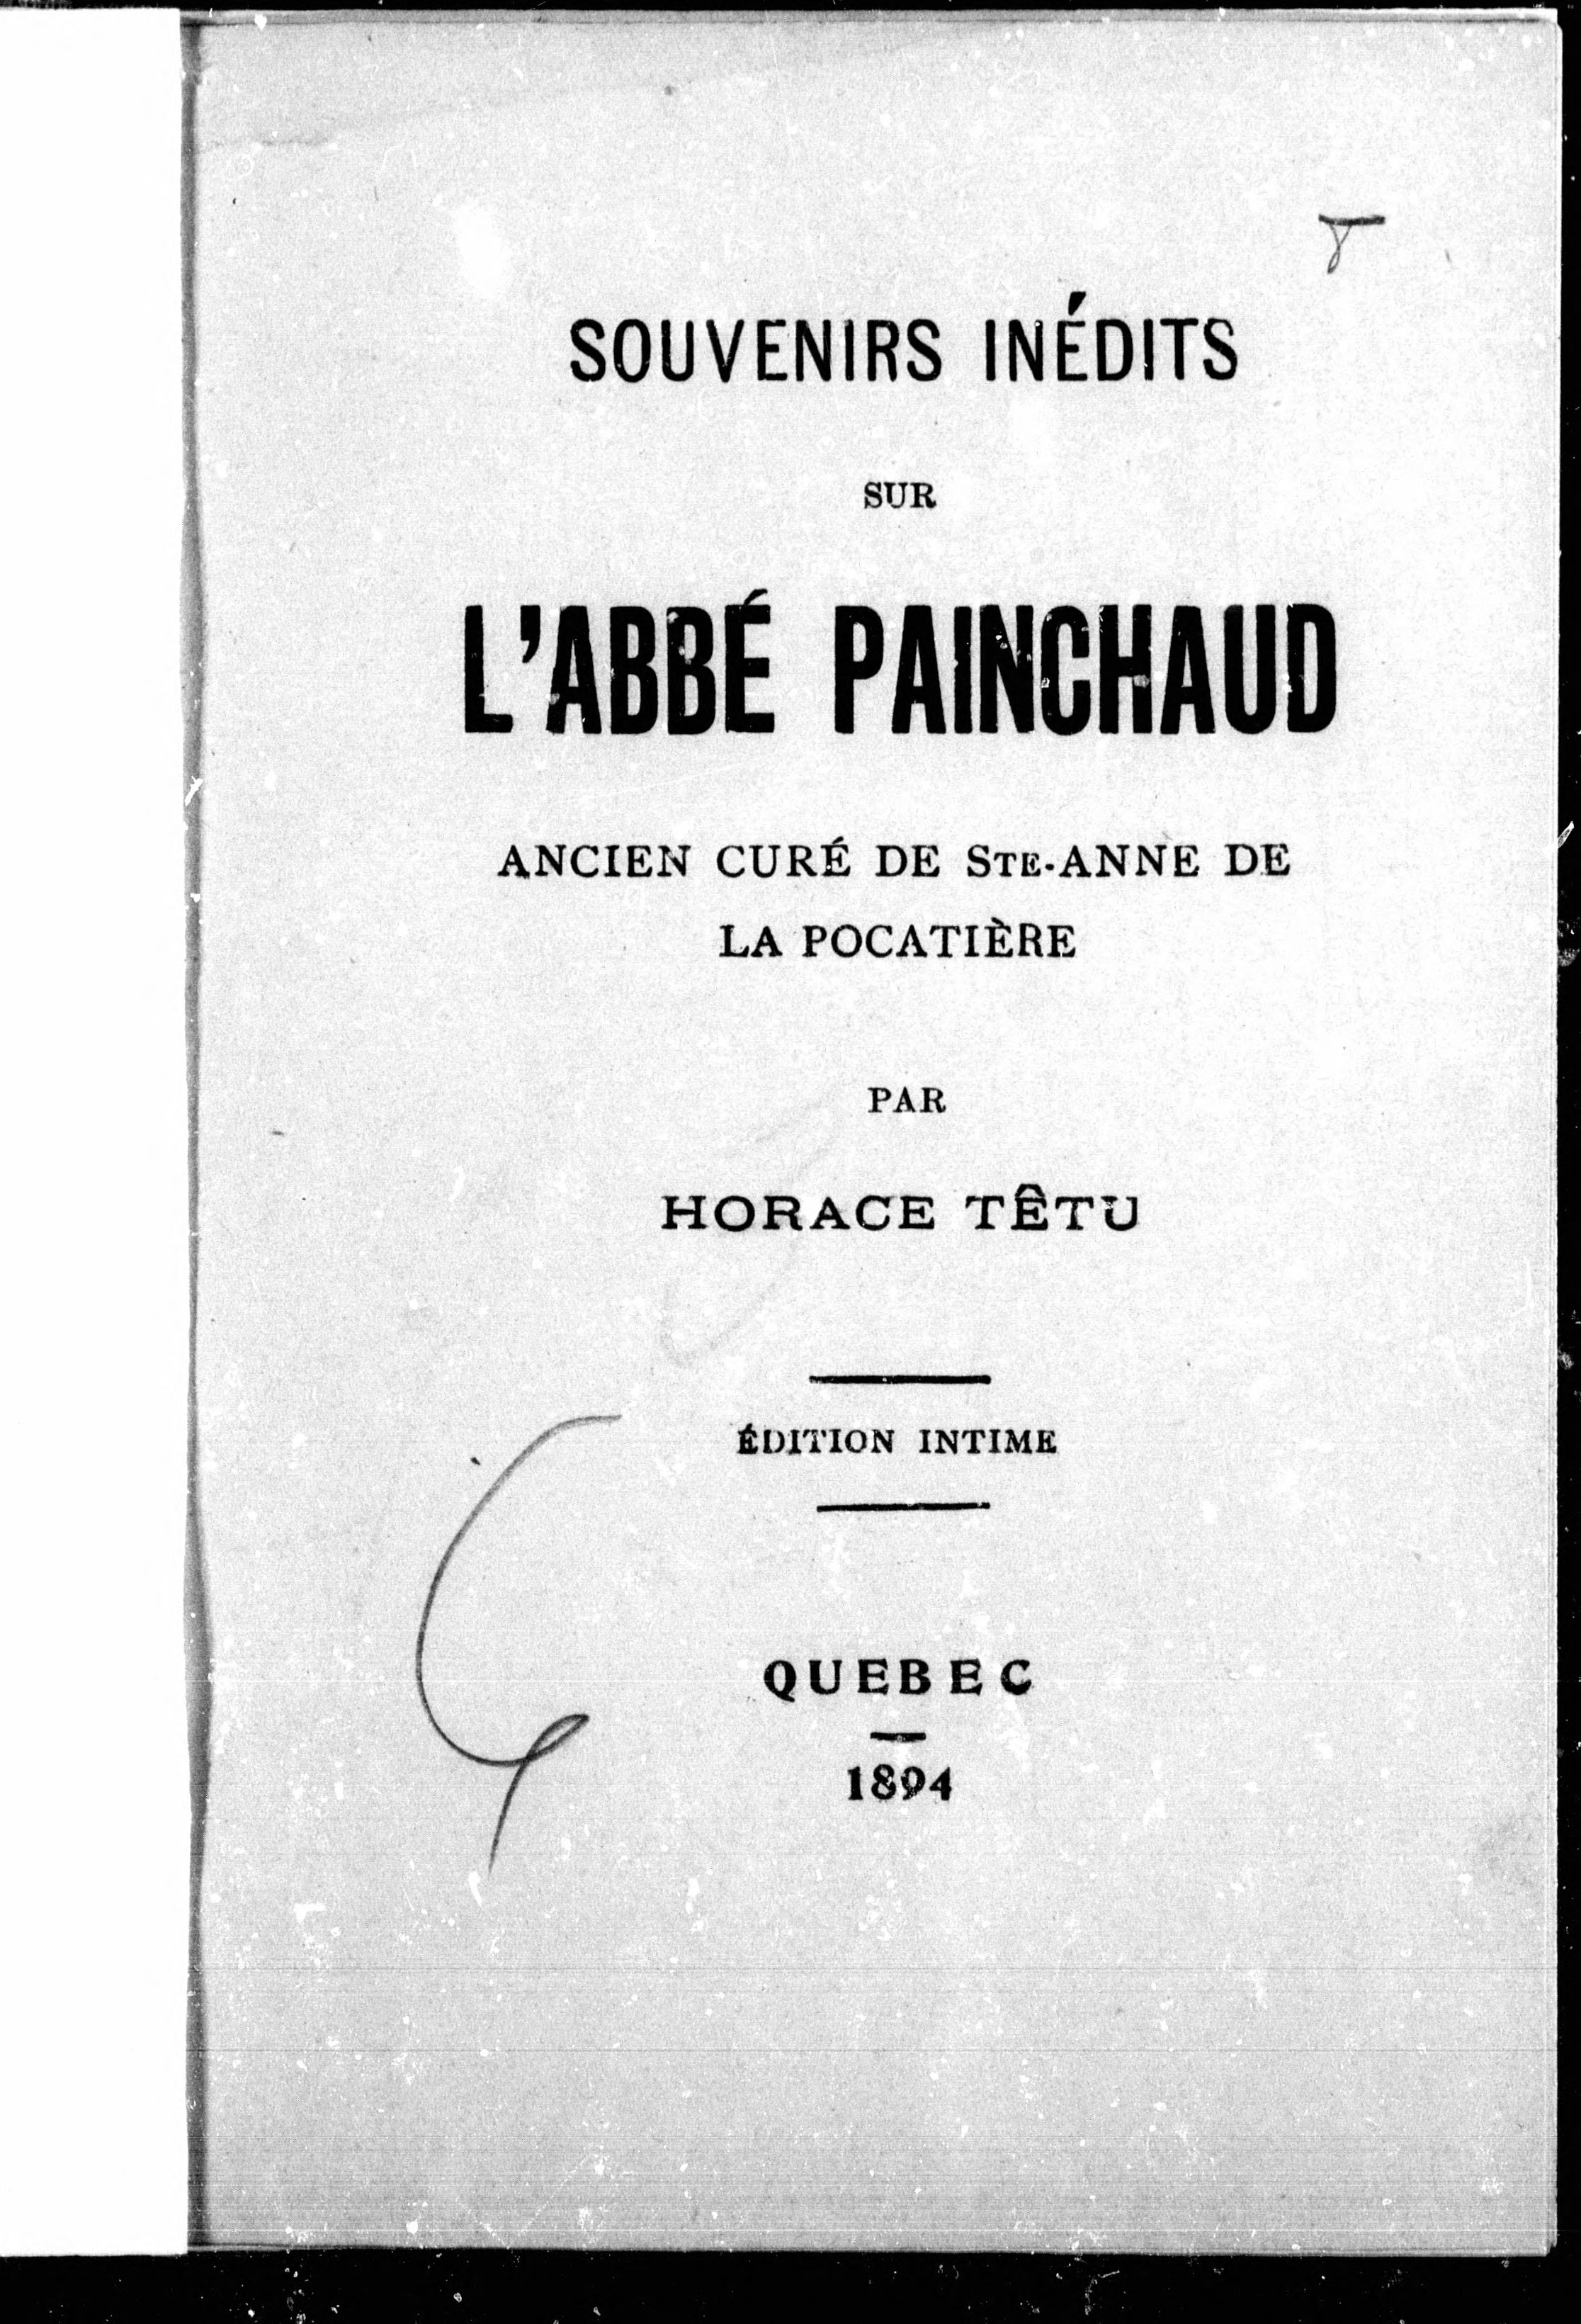 SOUVENIRS INÉDITS
SUR
L'ABBÉ PAINCHAUD
ANCIEN CURÉ DE STE-ANNE DE
LA POCATIÈRE
PAR
HORACE TÊTU
ÉDITION INTIME
QUEBEC
1894